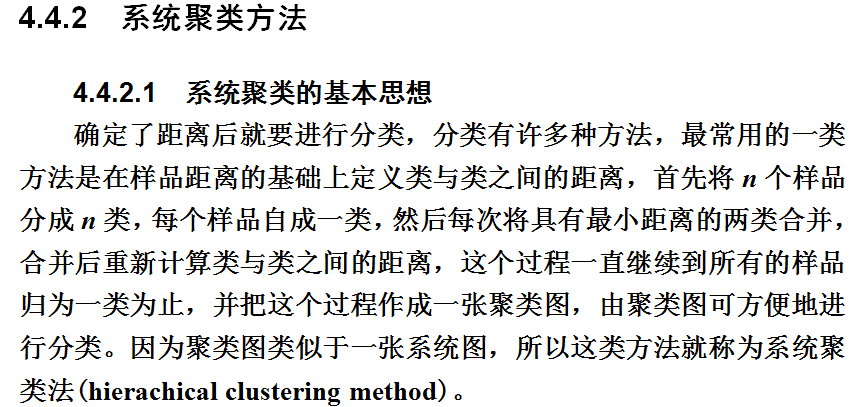 4.4.2 系统聚类方法
4.4.2.1 系统聚类的基本思想
确定了距离后就要进行分类，分类有许多种方法，最常用的一类
方法是在样品距离的基础上定义类与类之间的距离，首先将 n 个样品
分成 n 类，每个样品自成一类，然后每次将具有最小距离的两类合并，
合并后重新计算类与类之间的距离，这个过程一直继续到所有的样品
归为一类为止，并把这个过程作成一张聚类图，由聚类图可方便地进
行分类。因为聚类图类似于一张系统图，所以这类方法就称为系统聚
类法(hierachical clustering method)。